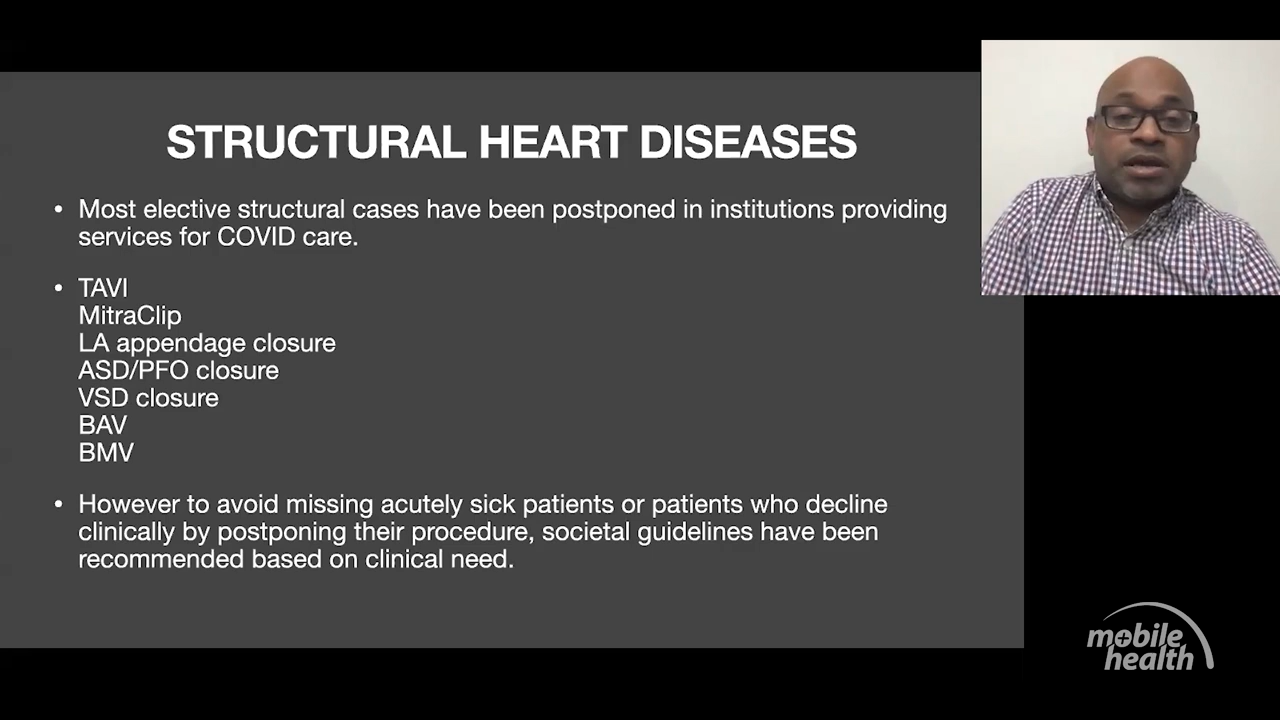 STRUCTURAL HEART DISEASES
• Most elective structural cases have been postponed in institutions providing
services for COVID care.
• TAVI
MitraClip
LA appendage closure
ASD/PFO closure
VSD closure
BAV
BMV
• However to avoid missing acutely sick patients or patients who decline
clinically by postponing their procedure, societal guidelines have been
recommended based on clinical need.
mobile
health